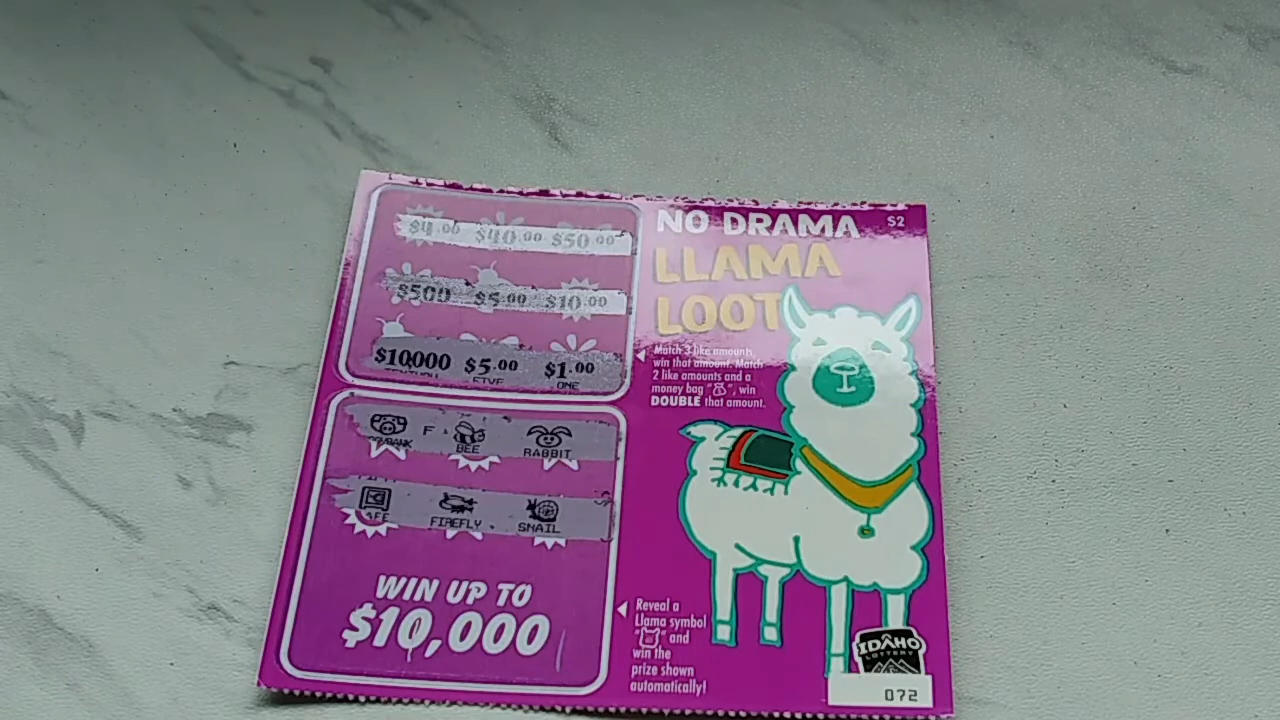 NO DRAMA
$2
LLAMA
LOOT
$4.00 $40.00 $50.00
$500 $5.00 $10.00
$10000 $5.00 $1.00
FIVE ONE
Match 3 like amounts,
win that amount. Match
2 like amounts and a
money bag " ", win
DOUBLE that amount.
BEE RABBIT
FIREFLY SNAIL
WIN UP TO
$10,000
Reveal a
Llama symbol
" " and
win the
prize shown
automatically!
IDAHO
LOTTERY
072